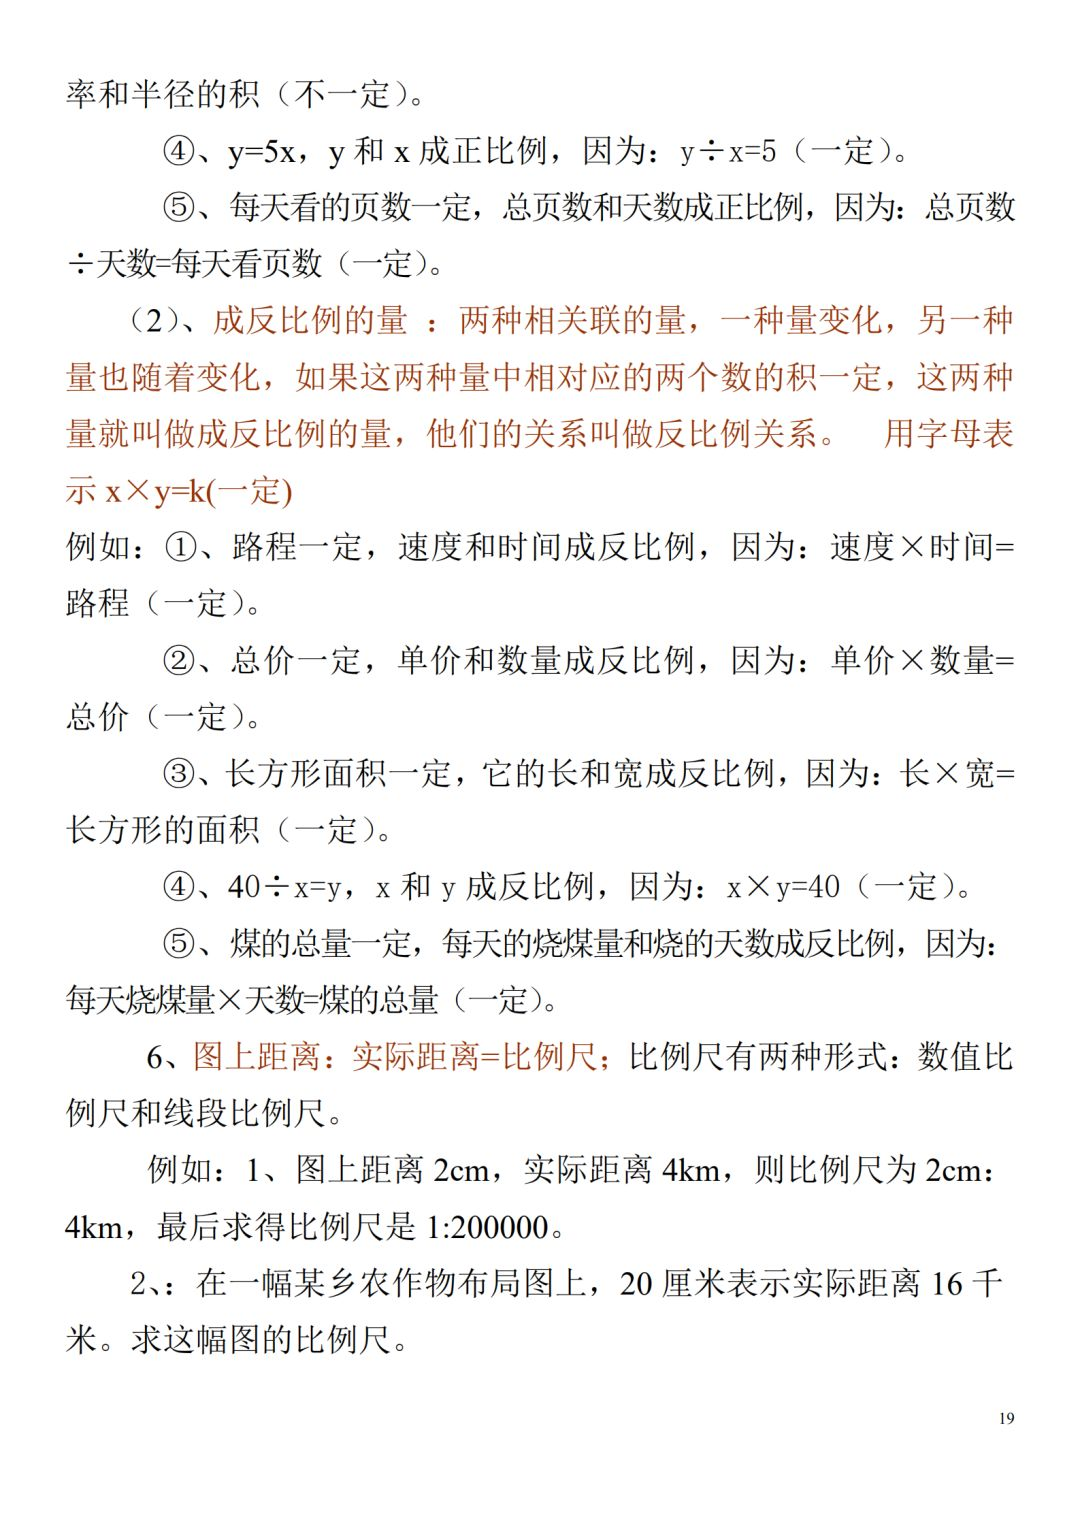 率和半径的积（不一定）。
④、y=5x，y 和 x 成正比例，因为：y÷x=5（一定）。
⑤、每天看的页数一定，总页数和天数成正比例，因为：总页数
÷天数=每天看页数（一定）。
（2）、成反比例的量 ：两种相关联的量，一种量变化，另一种
量也随着变化，如果这两种量中相对应的两个数的积一定，这两种
量就叫做成反比例的量，他们的关系叫做反比例关系。 用字母表
示 x×y=k(一定)
例如：①、路程一定，速度和时间成反比例，因为：速度×时间=
路程（一定）。
②、总价一定，单价和数量成反比例，因为：单价×数量=
总价（一定）。
③、长方形面积一定，它的长和宽成反比例，因为：长×宽=
长方形的面积（一定）。
④、40÷x=y，x 和 y 成反比例，因为：x×y=40（一定）。
⑤、煤的总量一定，每天的烧煤量和烧的天数成反比例，因为：
每天烧煤量×天数=煤的总量（一定）。
6、图上距离：实际距离=比例尺；比例尺有两种形式：数值比
例尺和线段比例尺。
例如：1、图上距离 2cm，实际距离 4km，则比例尺为 2cm：
4km，最后求得比例尺是 1:200000。
2、：在一幅某乡农作物布局图上，20 厘米表示实际距离 16 千
米。求这幅图的比例尺。
19